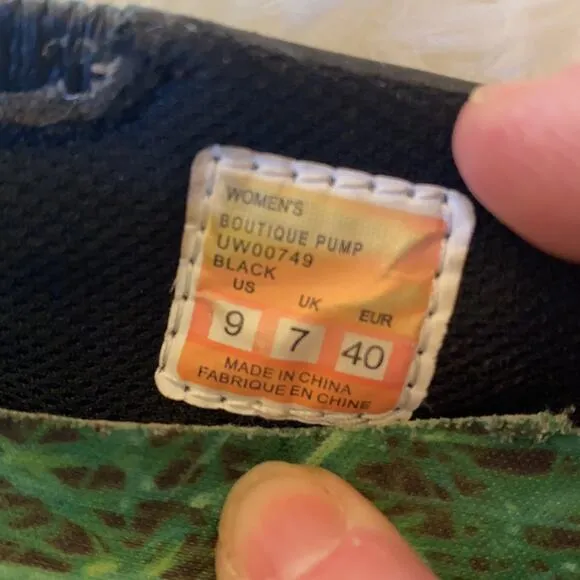 WOMEN'S
BOUTIQUE PUMP
UW00749
BLACK
US UK EUR
9 7 40
MADE IN CHINA
FABRIQUE EN CHINE